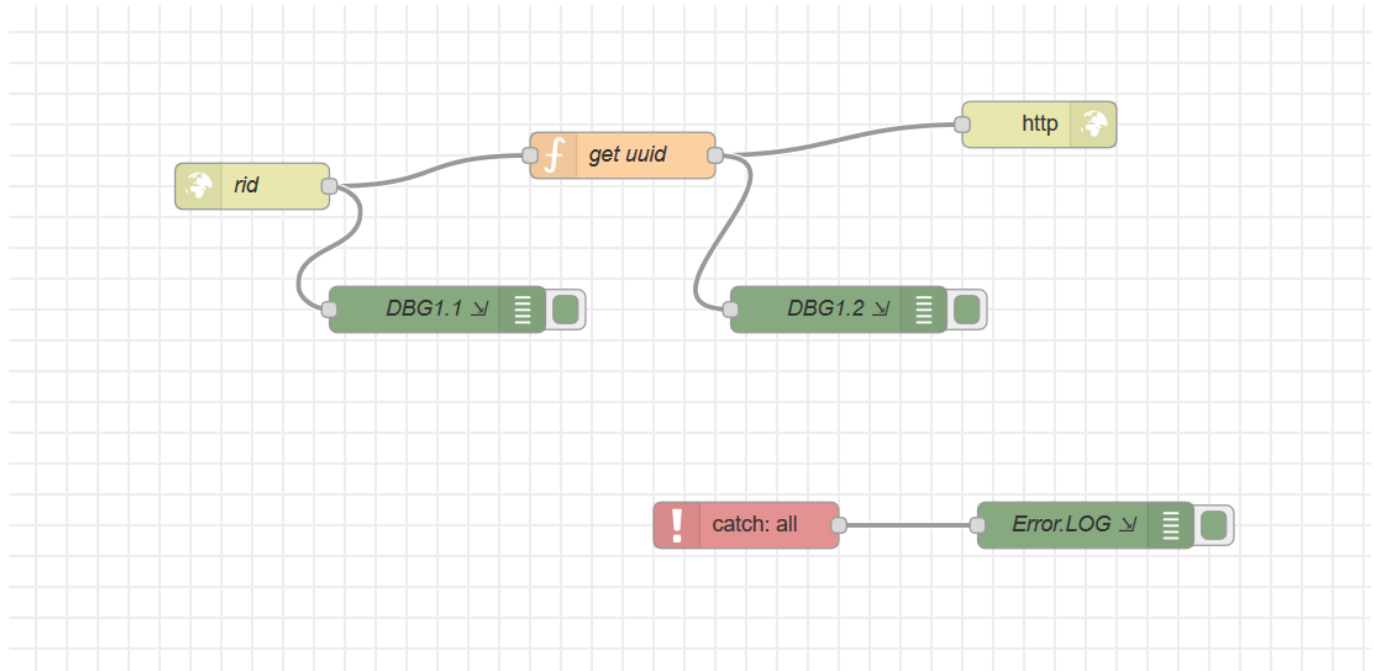 http
get uuid
rid
DBG1.1
DBG1.2
catch: all
Error.LOG